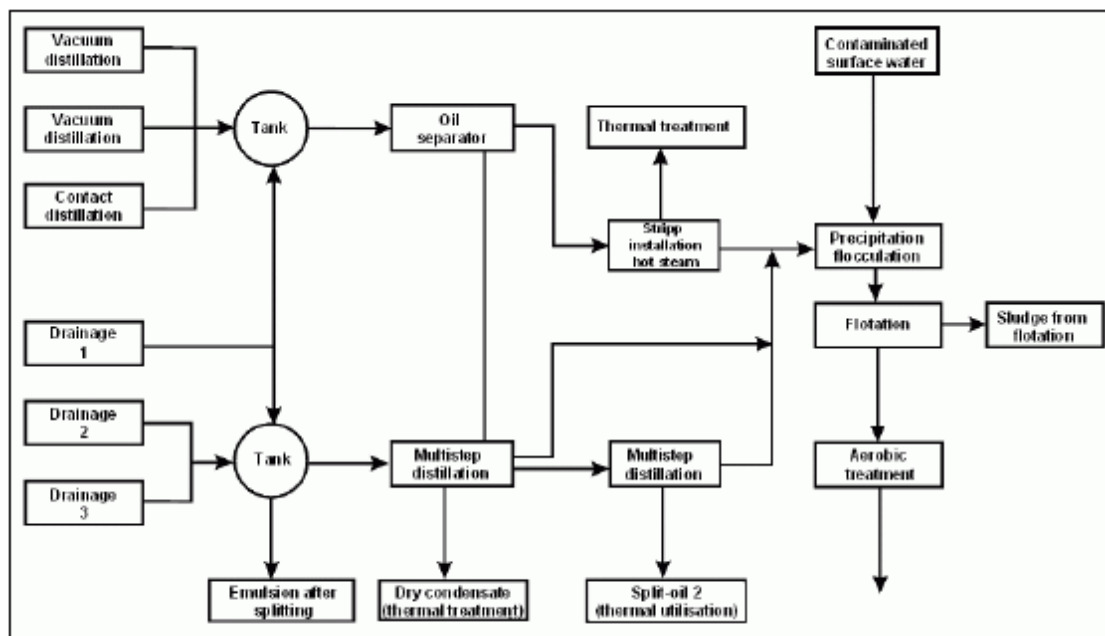 Vacuum
distillation
Vacuum
distillation
Contact
distillation
Tank
Oil
separator
Thermal treatment
Stripp
installation
hot steam
Contaminated
surface water
Precipitation
flocculation
Flotation
Sludge from
flotation
Drainage
1
Drainage
2
Drainage
3
Tank
Multistep
distillation
Multistep
distillation
Aerobic
treatment
Emulsion after
splitting
Dry condensate
(thermal treatment)
Split-oil 2
(thermal utilisation)